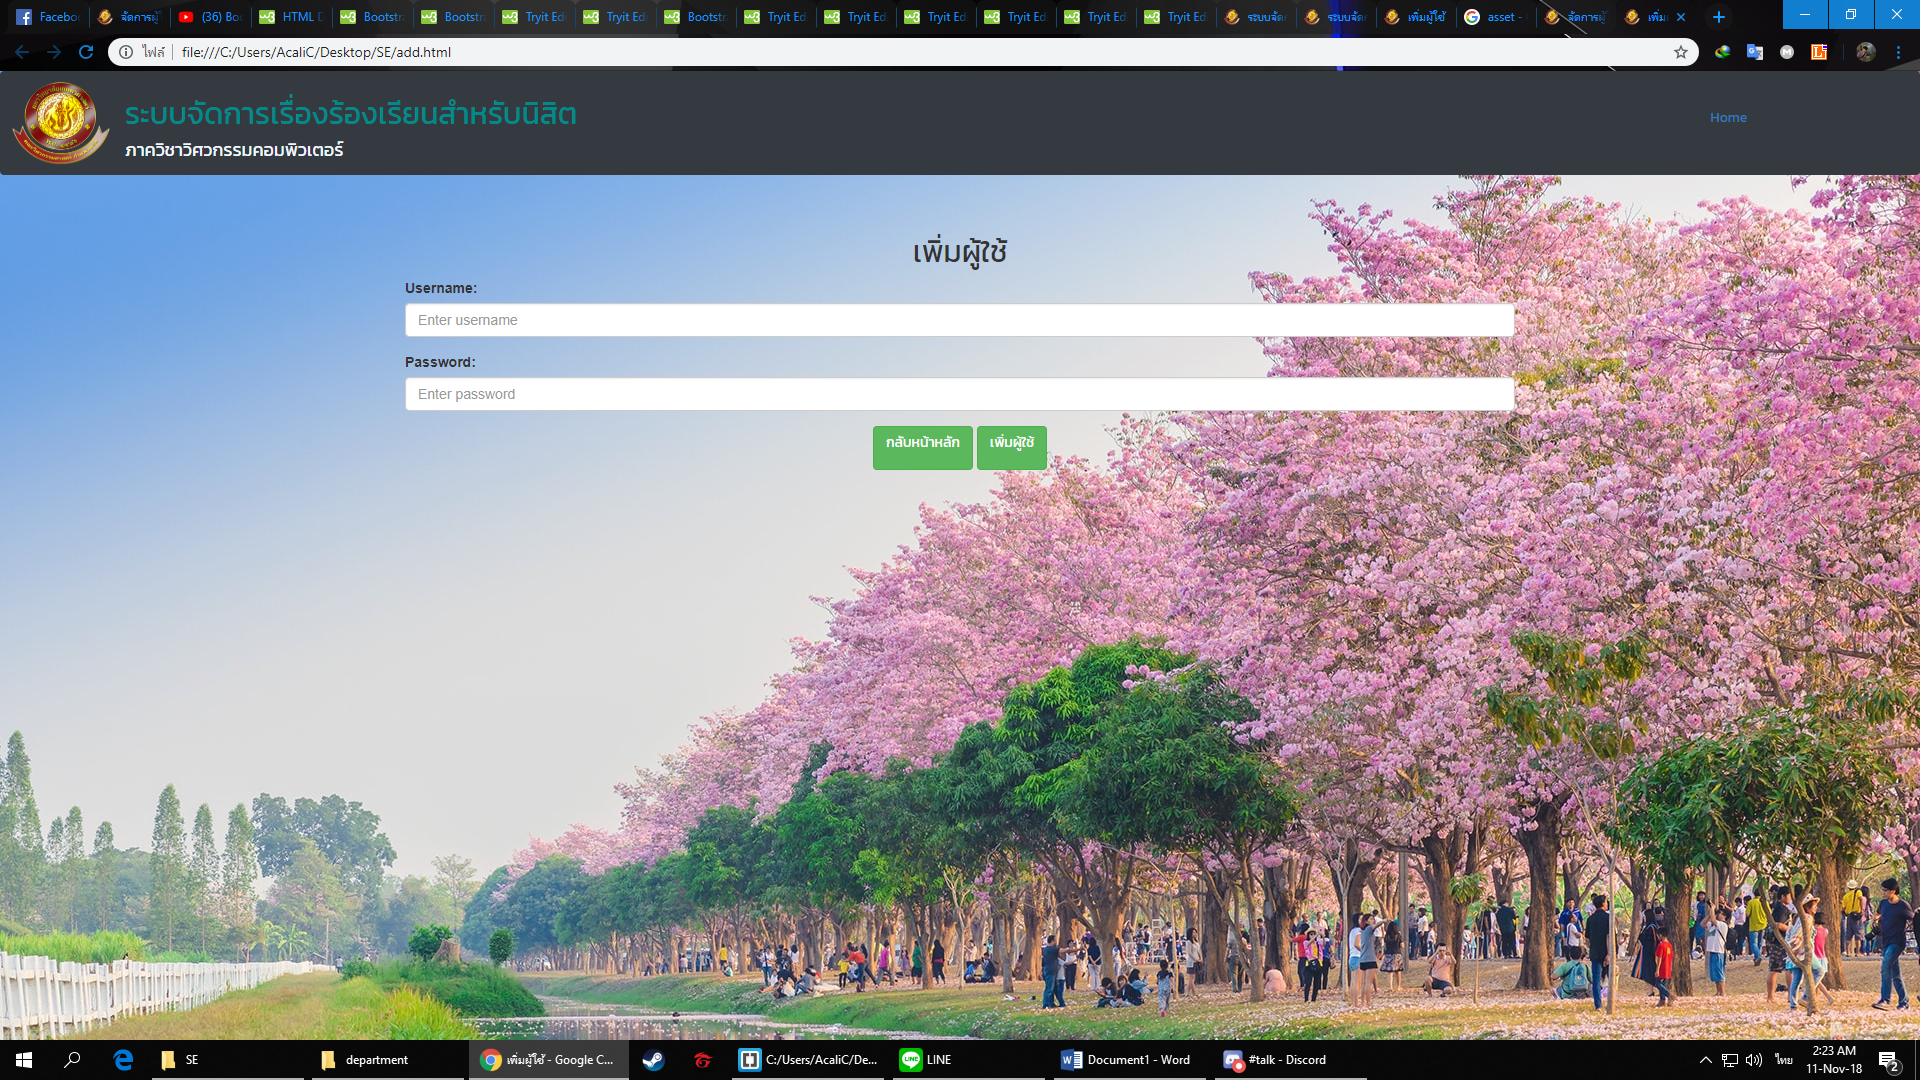 Facebo
จัดการผู้
(36) Bo
HTML D
Bootstr
Bootstr
Tryit Ed
Tryit Ed
Bootstr
Tryit Ed
Tryit Ed
Tryit Ed
Tryit Ed
Tryit Ed
Tryit Ed
ระบบจัด
ระบบจัด
เพิ่มผู้ใช้
asset -
จัดการผู้
เพิ่ม
ไฟล์ file:///C:/Users/AcaliC/Desktop/SE/add.html
ระบบจัดการเรื่องร้องเรียนสำหรับนิสิต
ภาควิชาวิศวกรรมคอมพิวเตอร์
Home
เพิ่มผู้ใช้
Username:
Enter username
Password:
Enter password
กลับหน้าหลัก เพิ่มผู้ใช้
SE
department
เพิ่มผู้ใช้ - Google C...
C:/Users/AcaliC/De...
LINE
Document1 - Word
#talk - Discord
ไทย
2:23 AM
11-Nov-18
2